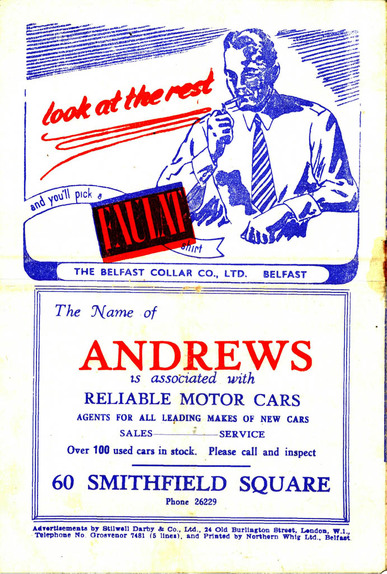 look at the rest
and you'll pick a
FAULAT
shirt
THE BELFAST COLLAR CO., LTD. BELFAST
The Name of
ANDREWS
is associated with
RELIABLE MOTOR CARS
AGENTS FOR ALL LEADING MAKES OF NEW CARS
SALES SERVICE
Over 100 used cars in stock. Please call and inspect
60 SMITHFIELD SQUARE
Phone 26229
Advertisements by Stilwell Darby & Co., Ltd., 24 Old Burlington Street, London, W.1.,
Telephone No. Grosvenor 7481 (5 lines), and Printed by Northern Whig Ltd., Belfast